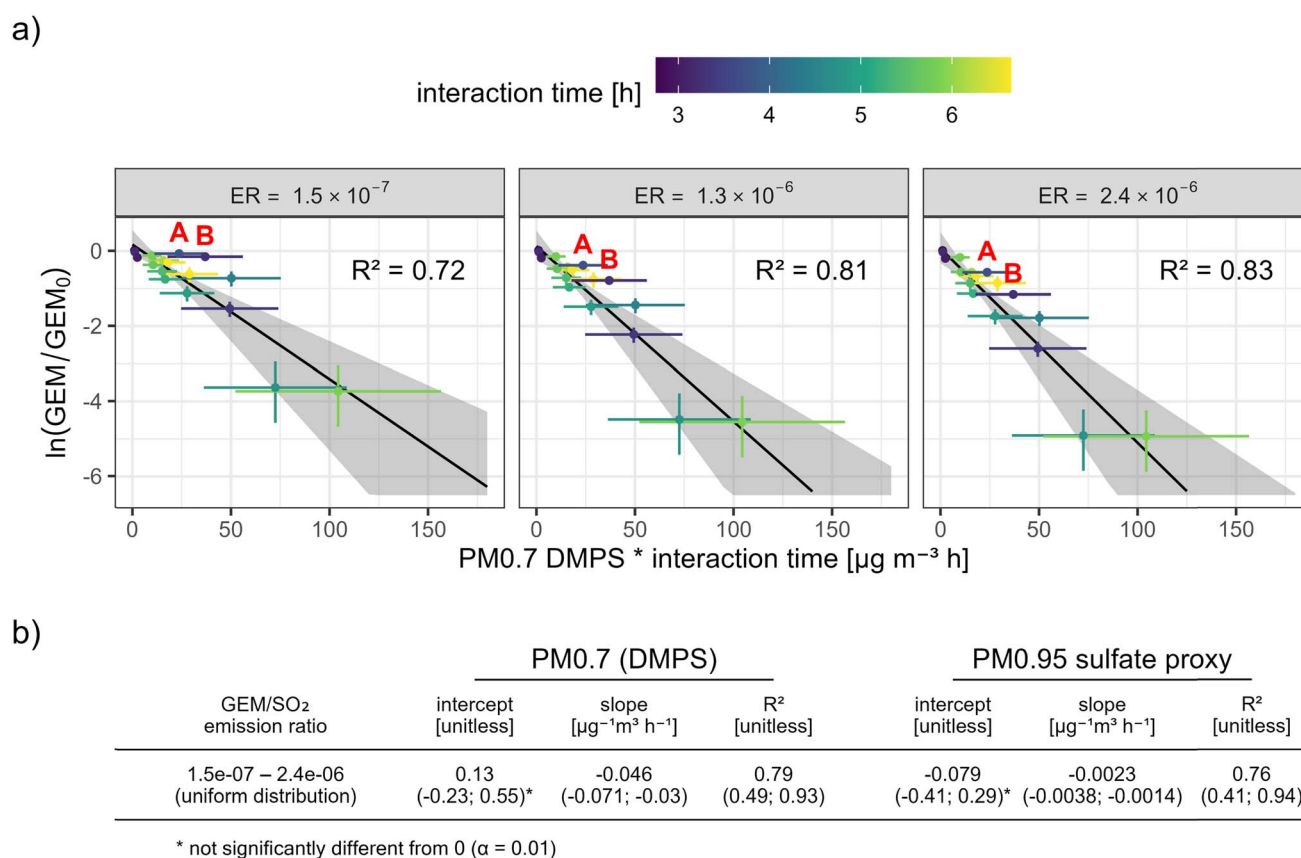 a)
interaction time [h]
3 4 5 6
ER = 1.5 × 10⁻⁷ ER = 1.3 × 10⁻⁶ ER = 2.4 × 10⁻⁶
A B R² = 0.72
A B R² = 0.81
A B R² = 0.83
ln(GEM/GEM₀)
0
-2
-4
-6
0 50 100 150 0 50 100 150 0 50 100 150
PM0.7 DMPS * interaction time [µg m⁻³ h]
b)
PM0.7 (DMPS) PM0.95 sulfate proxy
GEM/SO₂ intercept slope R² intercept slope R²
emission ratio [unitless] [µg⁻¹m³ h⁻¹] [unitless] [unitless] [µg⁻¹m³ h⁻¹] [unitless]
1.5e-07 – 2.4e-06 0.13 -0.046 0.79 -0.079 -0.0023 0.76
(uniform distribution) (-0.23; 0.55)* (-0.071; -0.03) (0.49; 0.93) (-0.41; 0.29)* (-0.0038; -0.0014) (0.41; 0.94)
* not significantly different from 0 (α = 0.01)